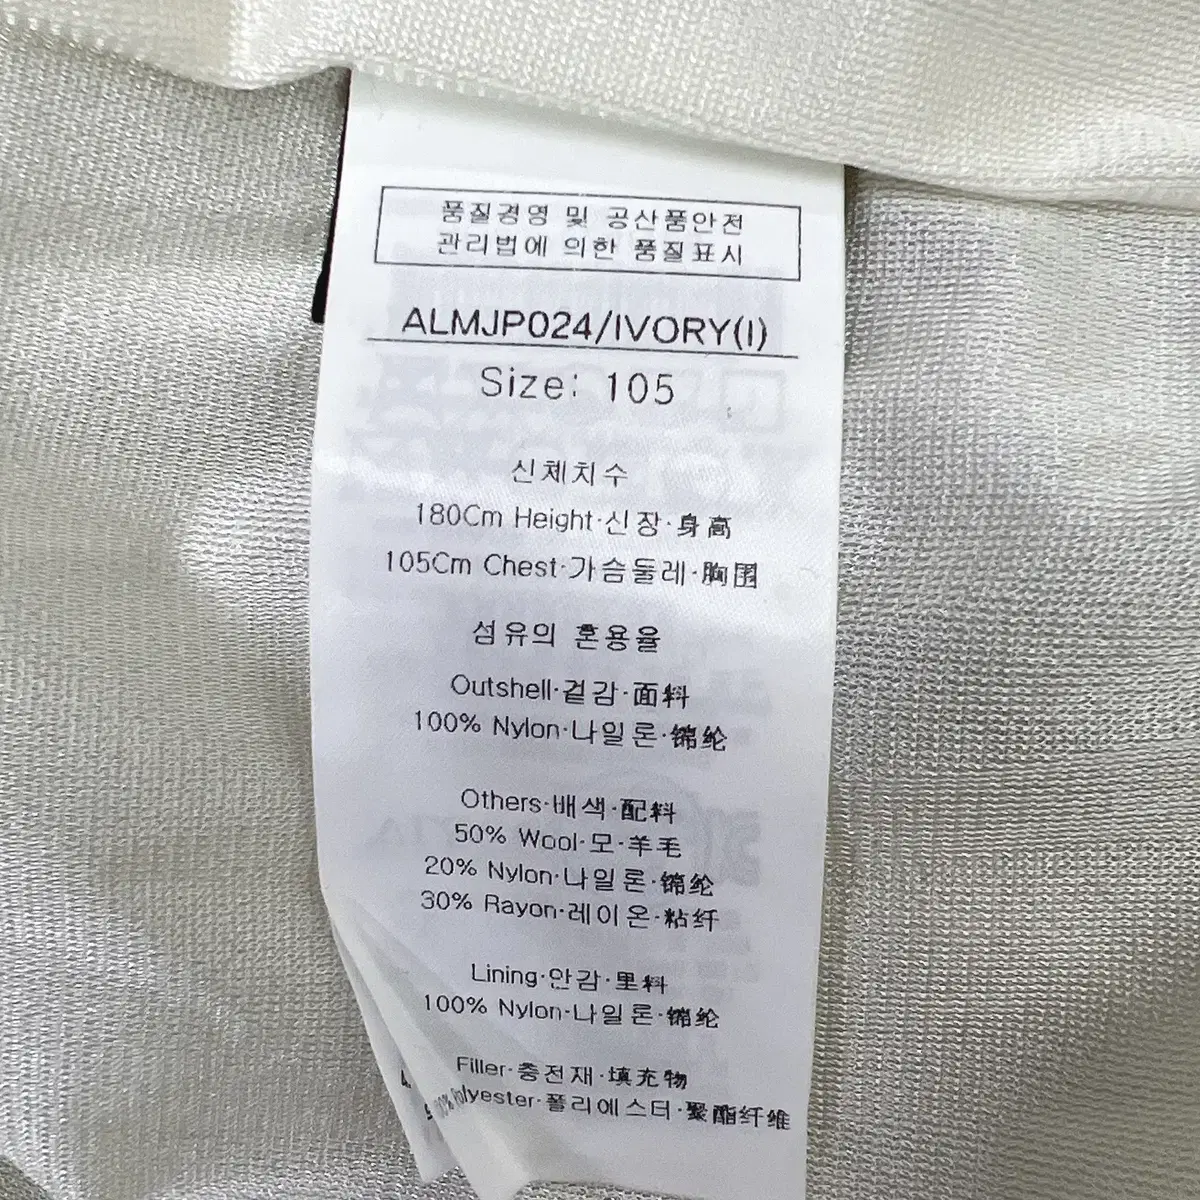 품질경영 및 공산품안전
관리법에 의한 품질표시
ALMJP024/IVORY(I)
Size: 105
신체치수
180Cm Height·신장·身高
105Cm Chest·가슴둘레·胸围
섬유의 혼용율
Outshell·겉감·面料
100% Nylon·나일론·锦纶
Others·배색·配料
50% Wool·모·羊毛
20% Nylon·나일론·锦纶
30% Rayon·레이온·粘纤
Lining·안감·里料
100% Nylon·나일론·锦纶
Filler·충전재·填充物
Polyester·폴리에스터·聚酯纤维